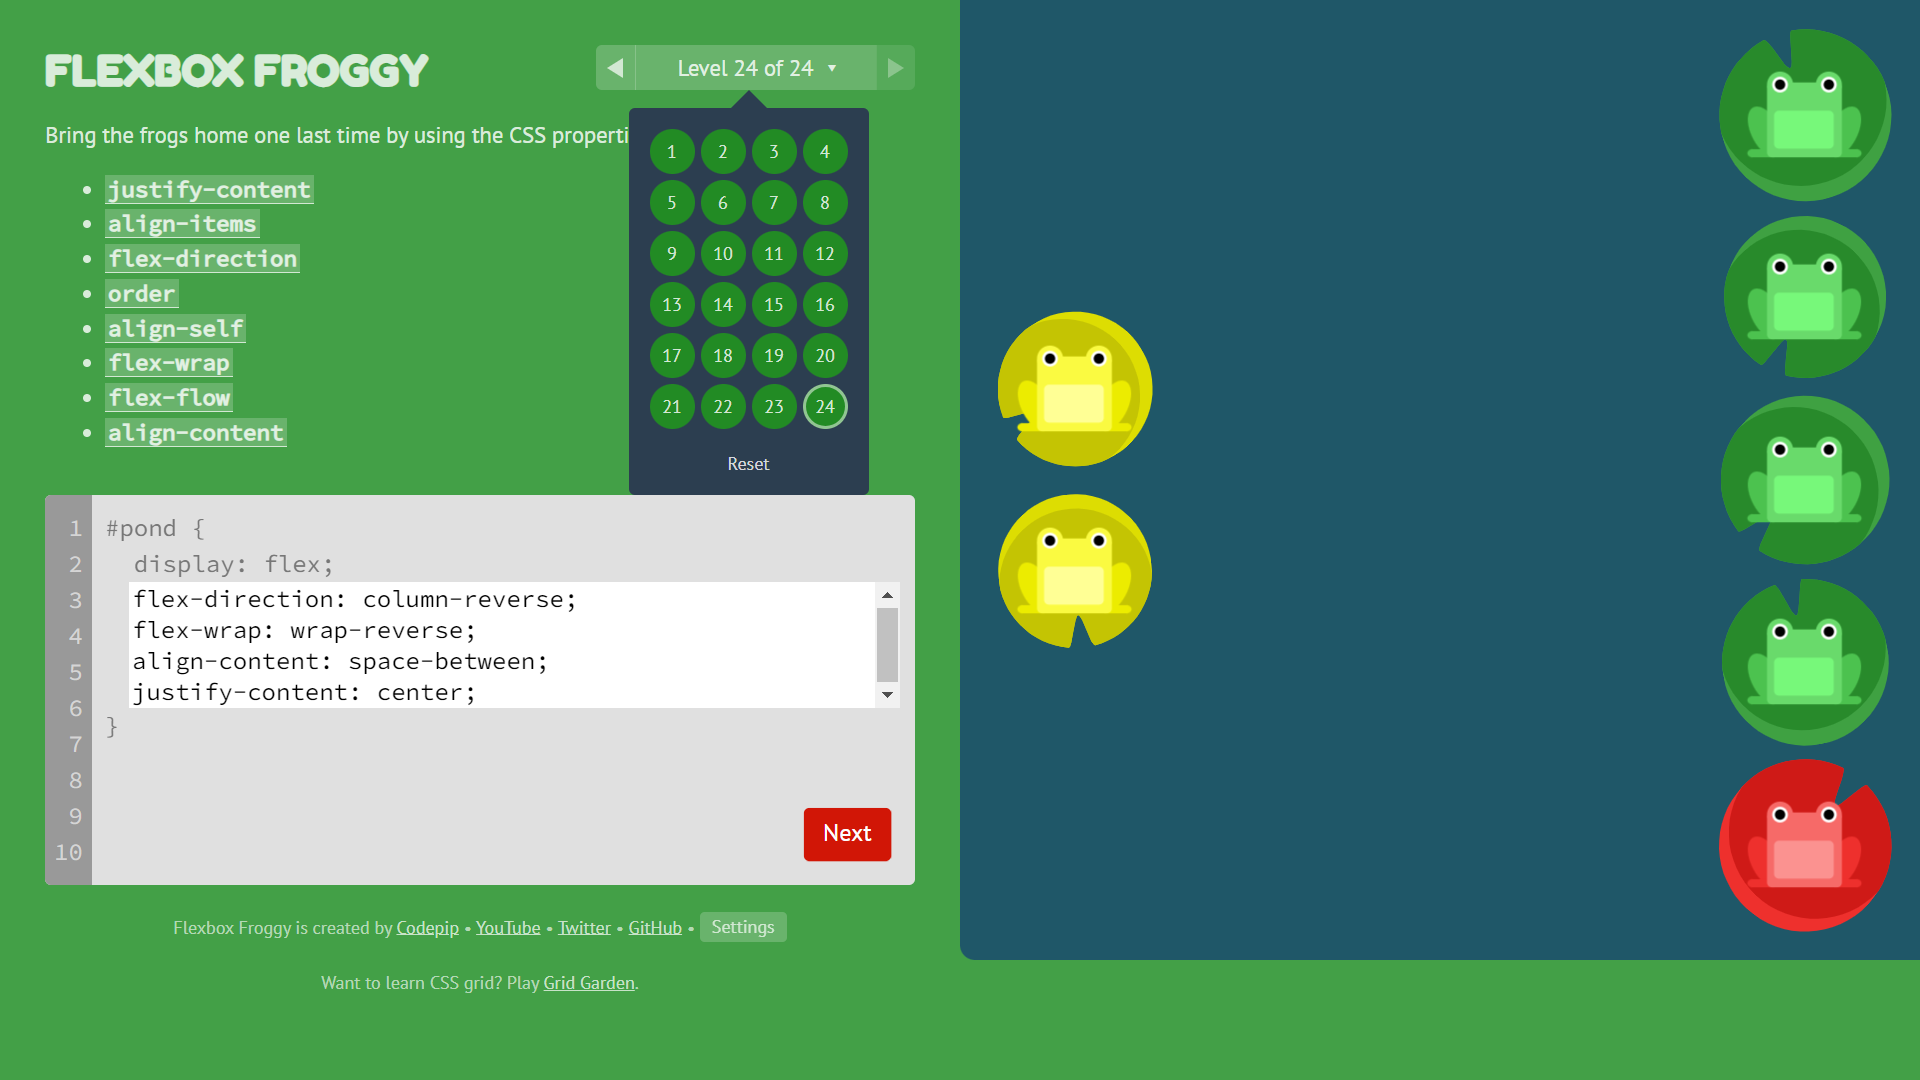 FLEXBOX FROGGY
Level 24 of 24 ▼
Bring the frogs home one last time by using the CSS properti
• justify-content
• align-items
• flex-direction
• order
• align-self
• flex-wrap
• flex-flow
• align-content
1 2 3 4
5 6 7 8
9 10 11 12
13 14 15 16
17 18 19 20
21 22 23 24
Reset
1 #pond {
2 display: flex;
3 flex-direction: column-reverse;
4 flex-wrap: wrap-reverse;
5 align-content: space-between;
6 justify-content: center;
7 }
8
9
10
Next
Flexbox Froggy is created by Codepip • YouTube • Twitter • GitHub • Settings
Want to learn CSS grid? Play Grid Garden.